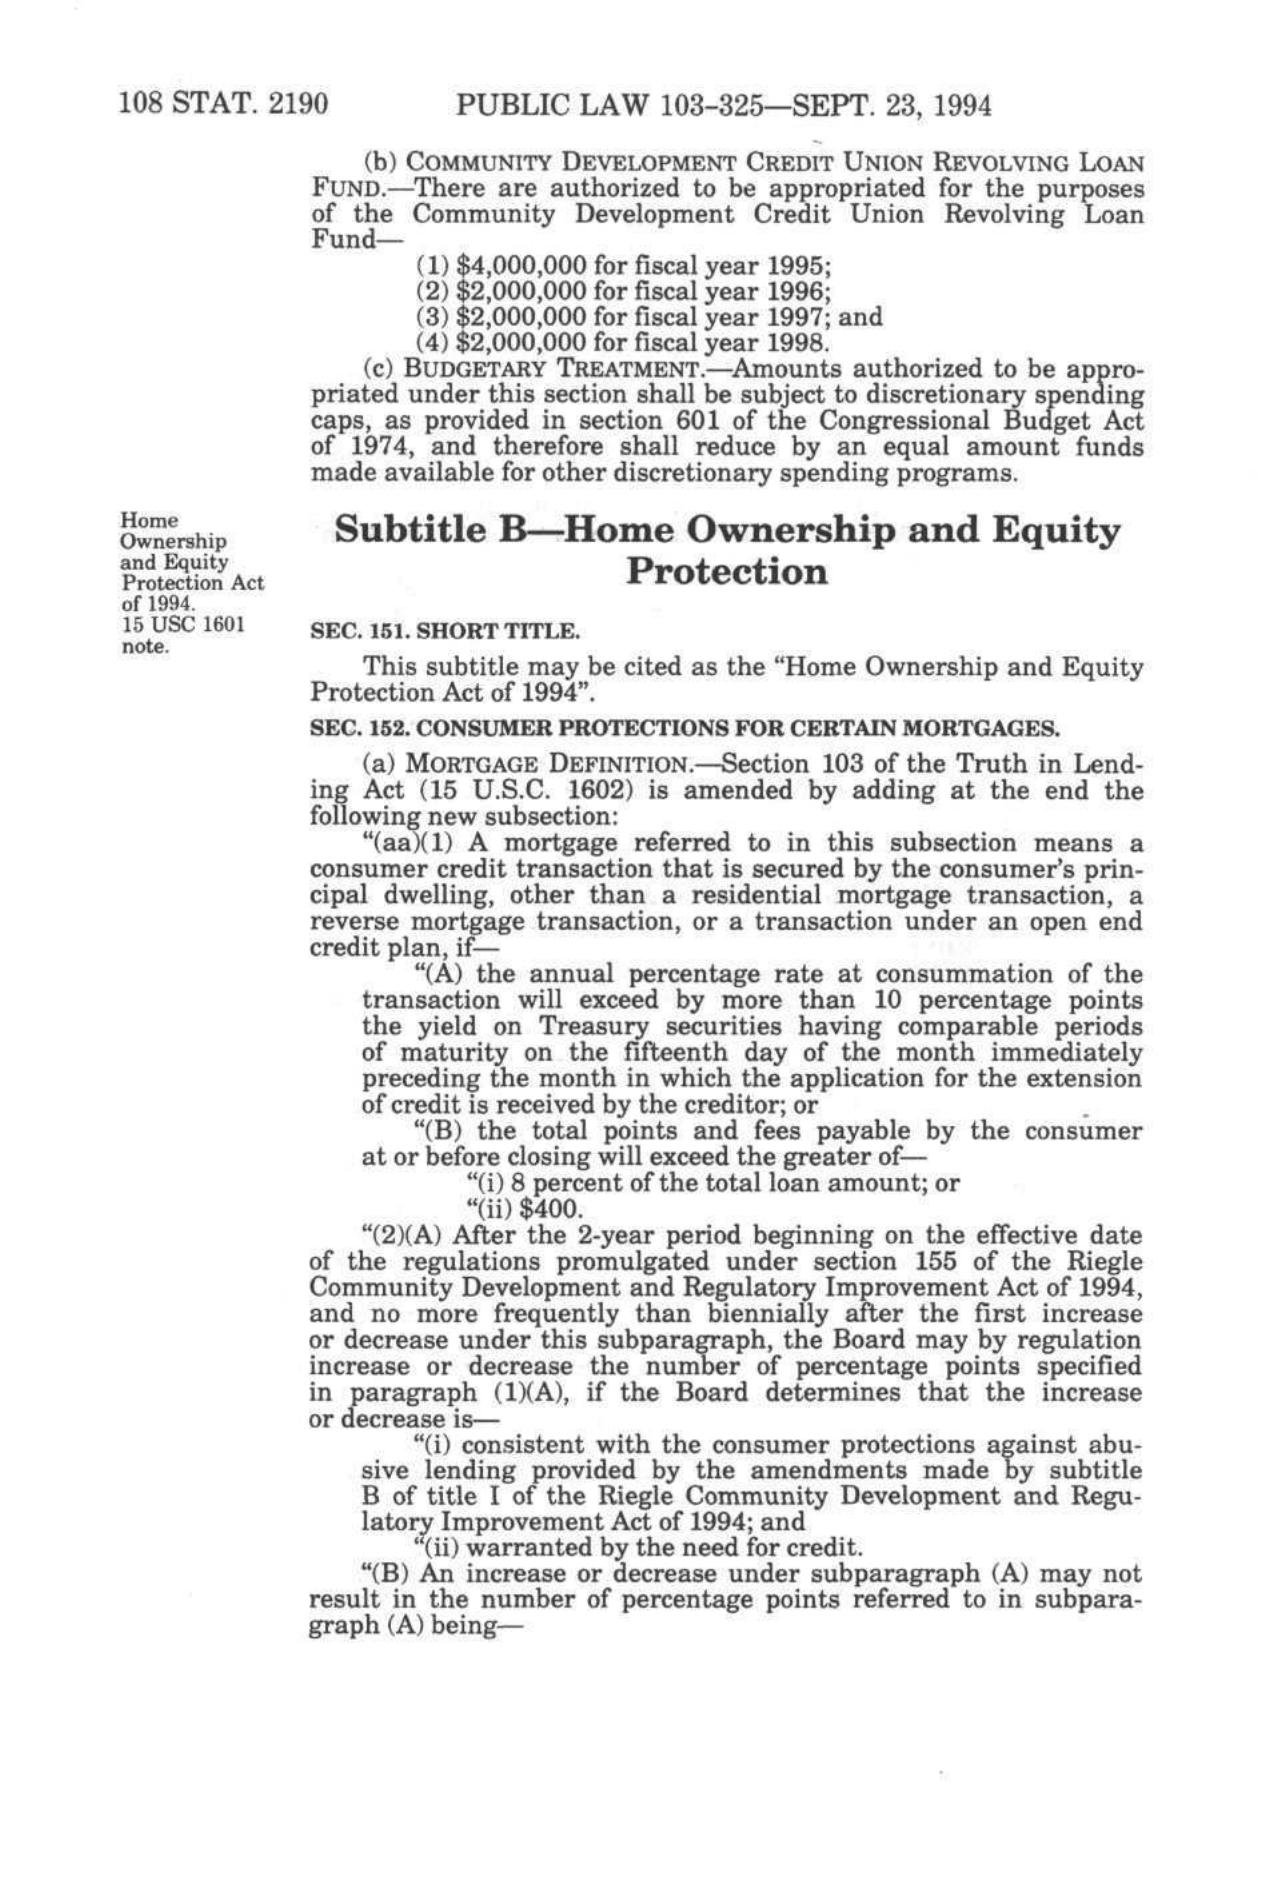 108 STAT. 2190 PUBLIC LAW 103–325—SEPT. 23, 1994
(b) COMMUNITY DEVELOPMENT CREDIT UNION REVOLVING LOAN
FUND.—There are authorized to be appropriated for the purposes
of the Community Development Credit Union Revolving Loan
Fund—
(1) $4,000,000 for fiscal year 1995;
(2) $2,000,000 for fiscal year 1996;
(3) $2,000,000 for fiscal year 1997; and
(4) $2,000,000 for fiscal year 1998.
(c) BUDGETARY TREATMENT.—Amounts authorized to be appro-
priated under this section shall be subject to discretionary spending
caps, as provided in section 601 of the Congressional Budget Act
of 1974, and therefore shall reduce by an equal amount funds
made available for other discretionary spending programs.
Home
Ownership
and Equity
Protection Act
of 1994.
15 USC 1601
note.
Subtitle B—Home Ownership and Equity
Protection
SEC. 151. SHORT TITLE.
This subtitle may be cited as the “Home Ownership and Equity
Protection Act of 1994”.
SEC. 152. CONSUMER PROTECTIONS FOR CERTAIN MORTGAGES.
(a) MORTGAGE DEFINITION.—Section 103 of the Truth in Lend-
ing Act (15 U.S.C. 1602) is amended by adding at the end the
following new subsection:
“(aa)(1) A mortgage referred to in this subsection means a
consumer credit transaction that is secured by the consumer’s prin-
cipal dwelling, other than a residential mortgage transaction, a
reverse mortgage transaction, or a transaction under an open end
credit plan, if—
“(A) the annual percentage rate at consummation of the
transaction will exceed by more than 10 percentage points
the yield on Treasury securities having comparable periods
of maturity on the fifteenth day of the month immediately
preceding the month in which the application for the extension
of credit is received by the creditor; or
“(B) the total points and fees payable by the consumer
at or before closing will exceed the greater of—
“(i) 8 percent of the total loan amount; or
“(ii) $400.
“(2)(A) After the 2-year period beginning on the effective date
of the regulations promulgated under section 155 of the Riegle
Community Development and Regulatory Improvement Act of 1994,
and no more frequently than biennially after the first increase
or decrease under this subparagraph, the Board may by regulation
increase or decrease the number of percentage points specified
in paragraph (1)(A), if the Board determines that the increase
or decrease is—
“(i) consistent with the consumer protections against abu-
sive lending provided by the amendments made by subtitle
B of title I of the Riegle Community Development and Regu-
latory Improvement Act of 1994; and
“(ii) warranted by the need for credit.
“(B) An increase or decrease under subparagraph (A) may not
result in the number of percentage points referred to in subpara-
graph (A) being—